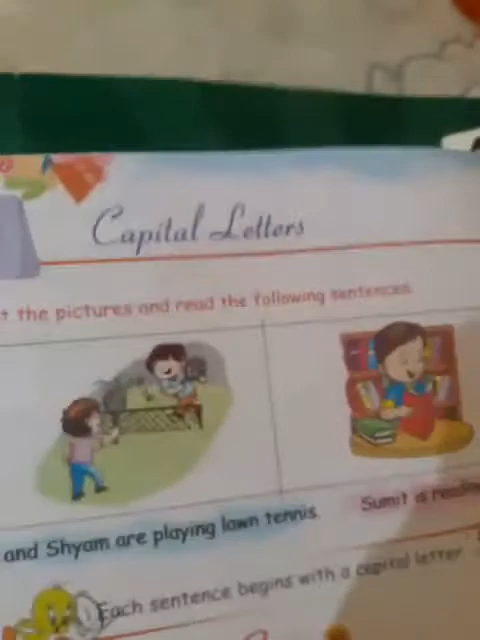 Capital Letters
the pictures and read the following sentences.
and Shyam are playing lawn tennis.
Sumit is reading
Each sentence begins with a capital letter.